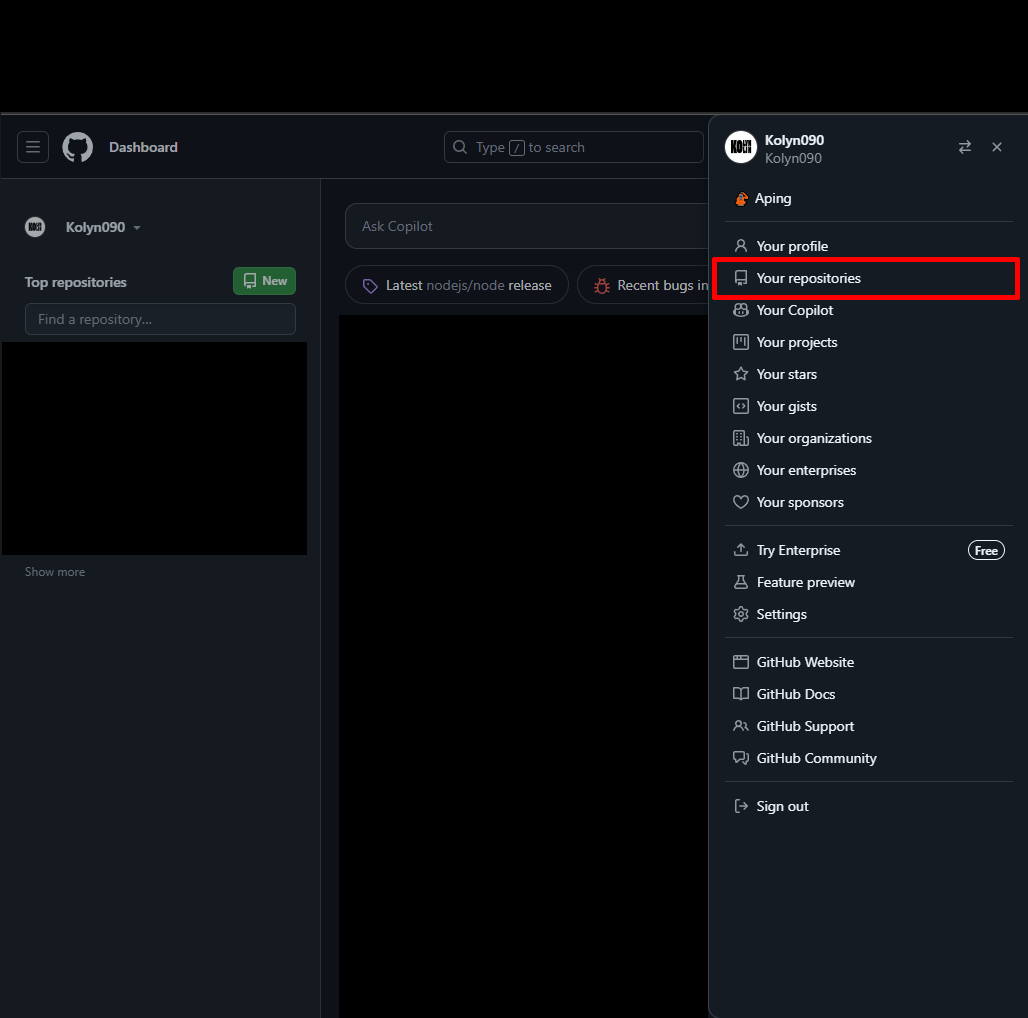 Dashboard
Type / to search
Kolyn090
Kolyn090
Aping
Kolyn090
Top repositories
New
Find a repository...
Show more
Ask Copilot
Latest nodejs/node release
Recent bugs in
Your profile
Your repositories
Your Copilot
Your projects
Your stars
Your gists
Your organizations
Your enterprises
Your sponsors
Try Enterprise
Free
Feature preview
Settings
GitHub Website
GitHub Docs
GitHub Support
GitHub Community
Sign out